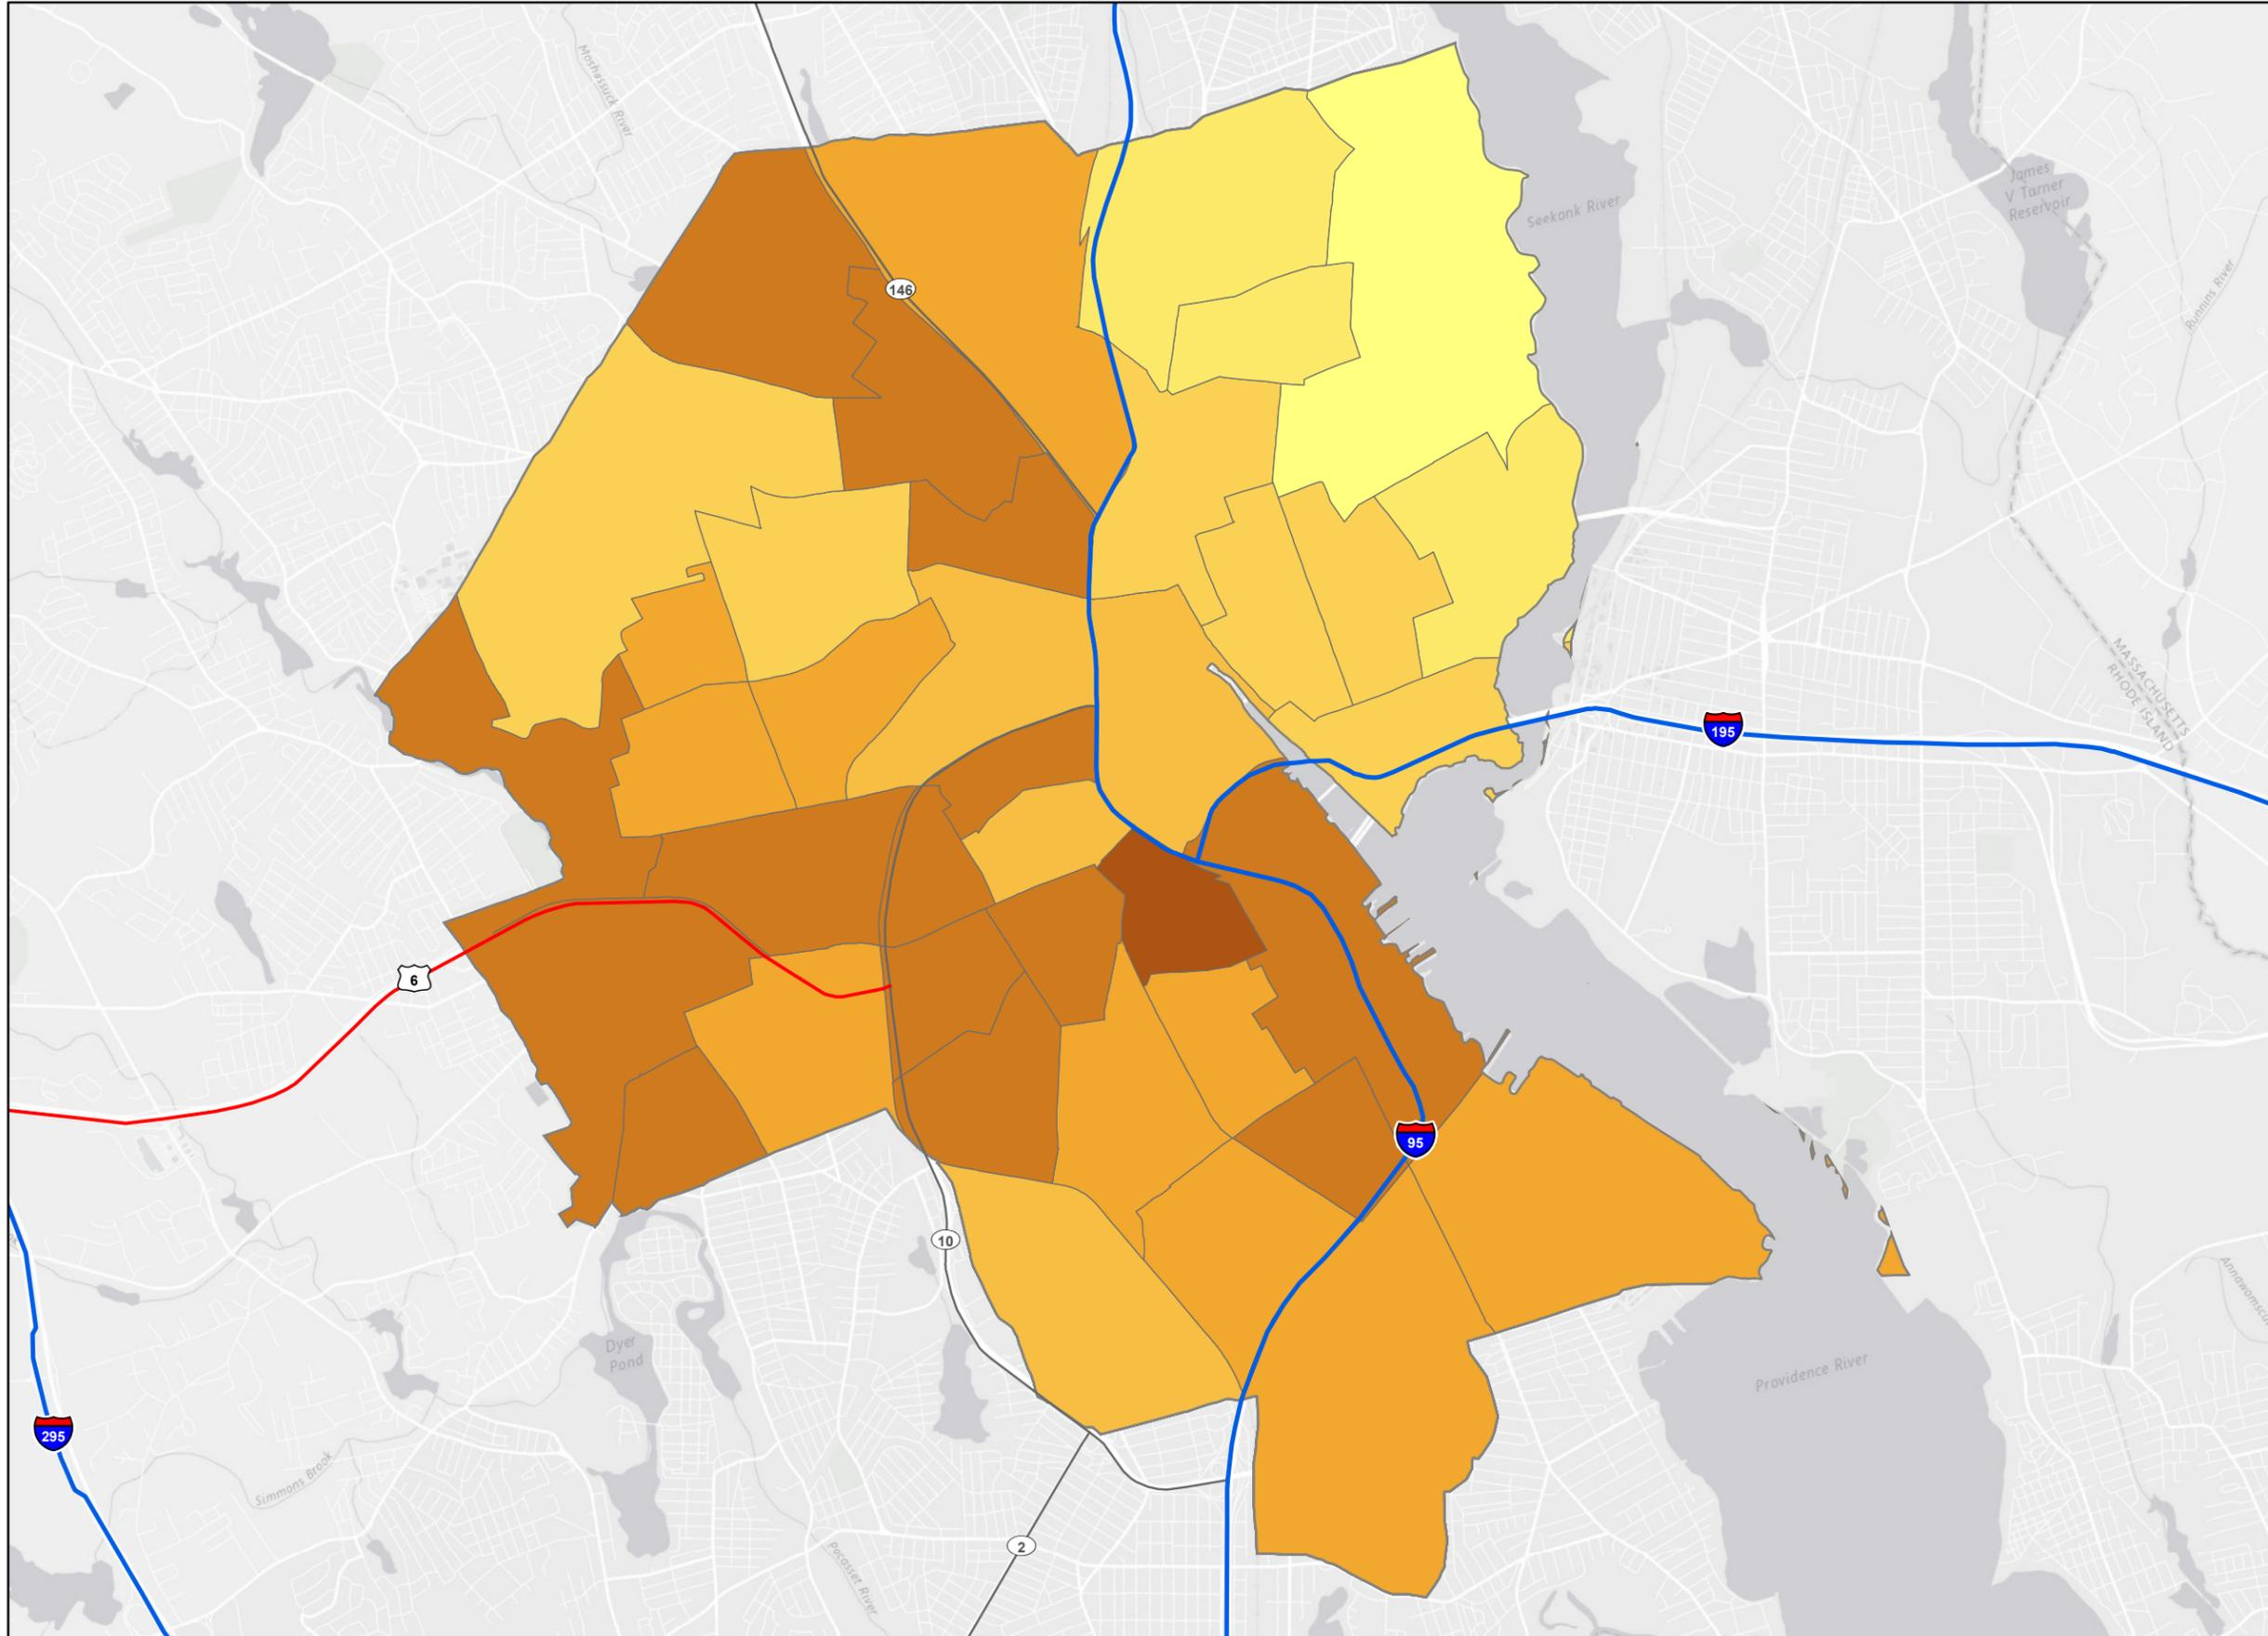 Moshassuck River
James
V Turner
Reservoir
Seekonk River
146
Runnins River
MASSACHUSETTS
RHODE ISLAND
195
6
95
10
Dyer
Pond
Annawomscu
Providence River
295
Simmons Brook
2
Pocasset River